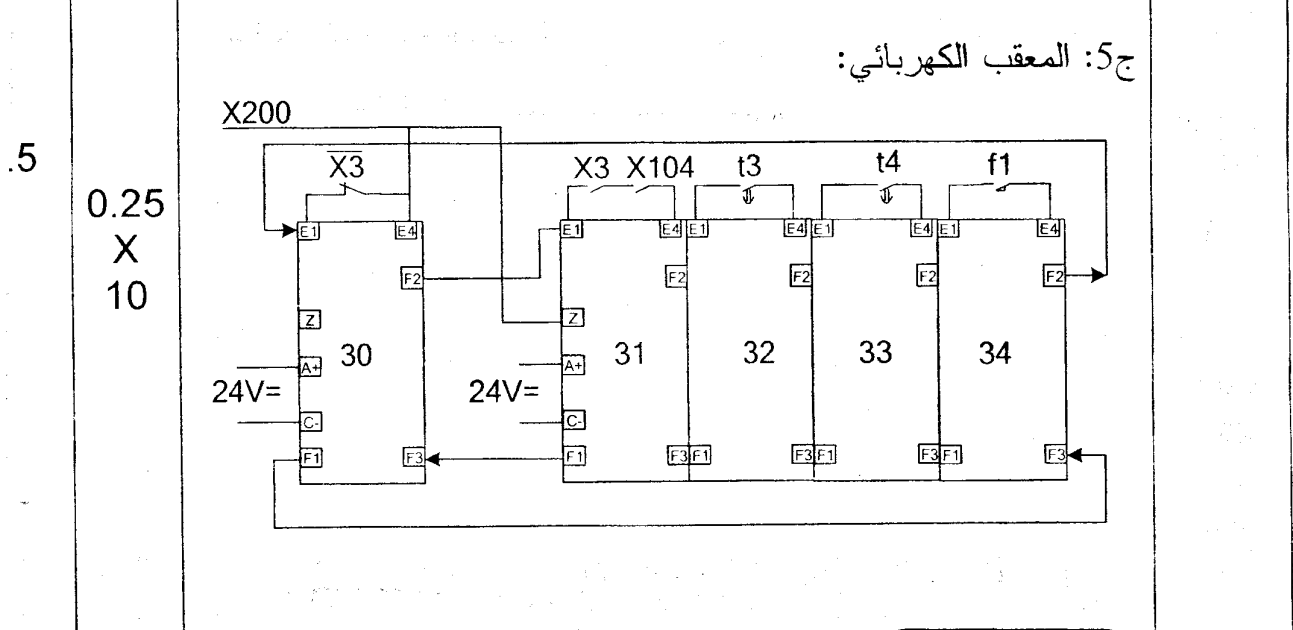 ج5: المعقب الكهربائي:
X200
.5
0.25
X
10
X3 X3 X104 t3 t4 f1
E1 E4 E1 E4 E1 E4 E1 E4 E1 E4
F2 F2 F2 F2 F2
Z Z
30 31 32 33 34
A+ A+
24V= 24V=
C- C-
F1 F3 F1 F3 F1 F3 F1 F3 F1 F3